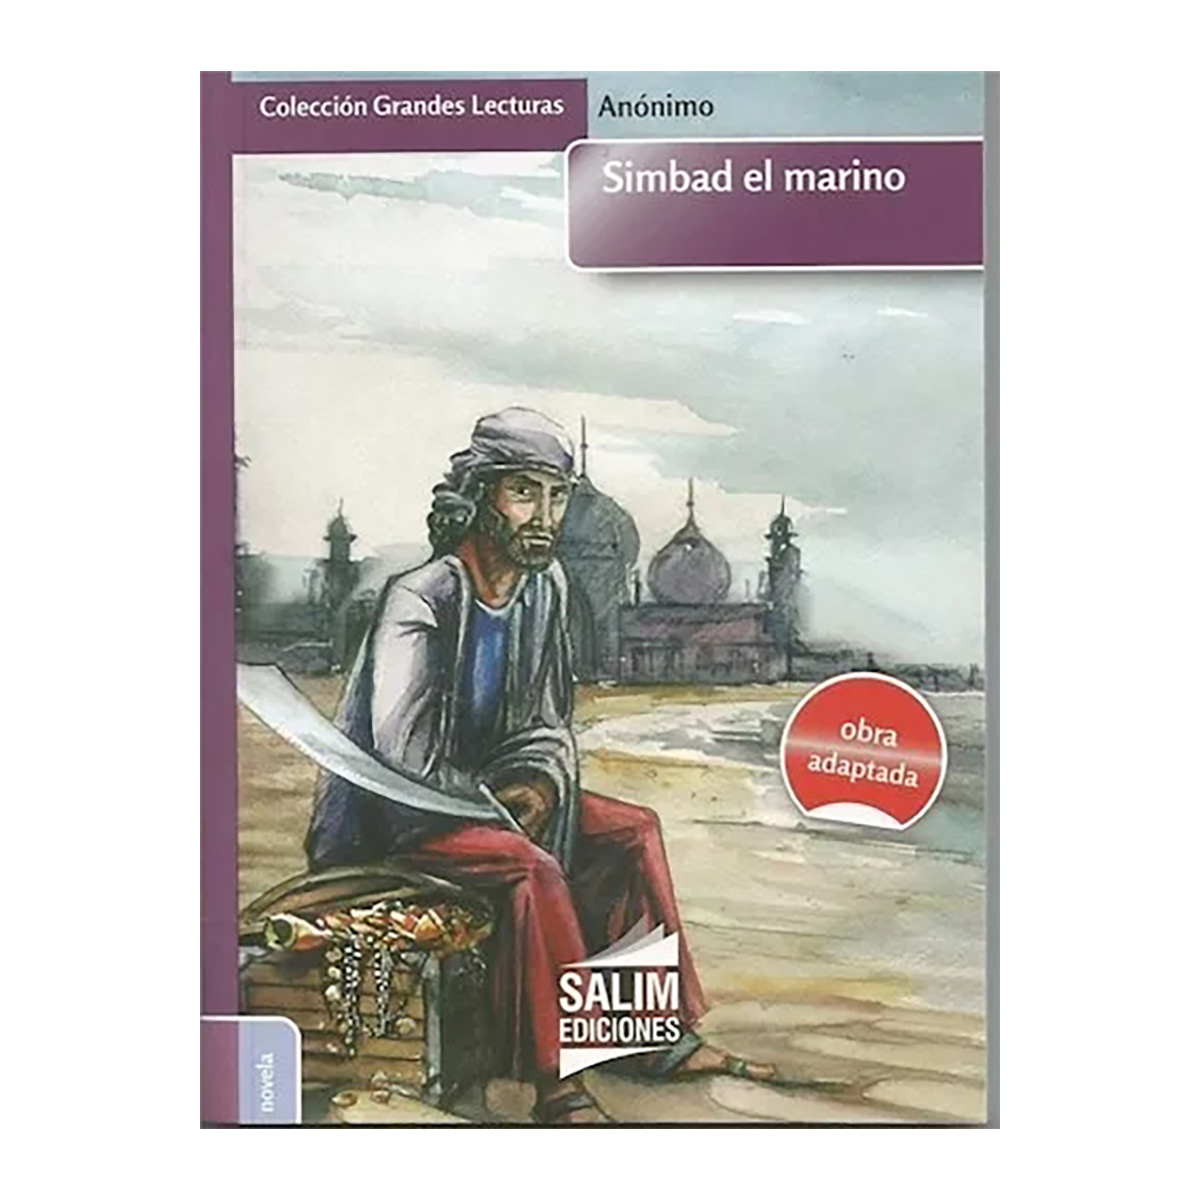 Colección Grandes Lecturas
Anónimo
Simbad el marino
obra
adaptada
SALIM
EDICIONES
novela